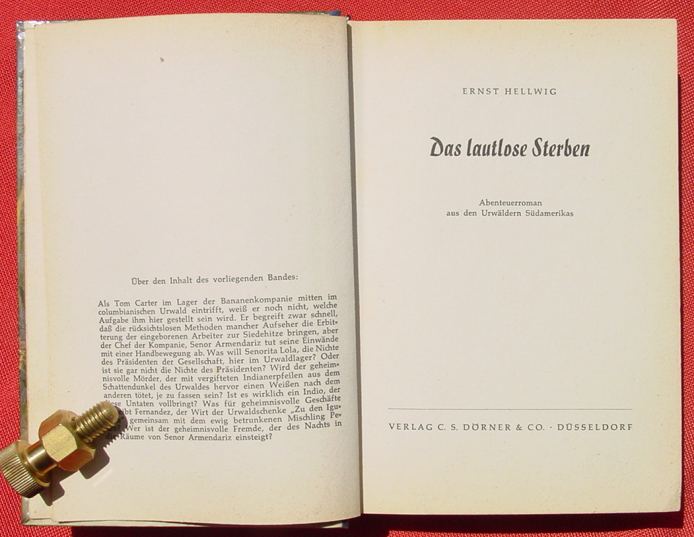 Über den Inhalt des vorliegenden Bandes:
Als Tom Carter im Lager der Bananenkompanie mitten im
columbianischen Urwald eintrifft, weiß er noch nicht, welche
Aufgabe ihm hier gestellt sein wird. Er begreift zwar schnell,
daß die rücksichtslosen Methoden mancher Aufseher die Erbit-
terung der eingeborenen Arbeiter zur Siedehitze bringen, aber
der Chef der Kompanie, Senor Armendariz tut seine Einwände
mit einer Handbewegung ab. Was will Senorita Lola, die Nichte
des Präsidenten der Gesellschaft, hier im Urwaldlager? Oder
ist sie gar nicht die Nichte des Präsidenten? Wird der geheim-
nisvolle Mörder, der mit vergifteten Indianerpfeilen aus dem
Schattendunkel des Urwaldes hervor einen Weißen nach dem
anderen tötet, je zu fassen sein? Ist es wirklich ein Indio, der
Untaten vollbringt? Was für geheimnisvolle Geschäfte
Fernandez, der Wirt der Urwaldschenke „Zu den Igu-
gemeinsam mit dem ewig betrunkenen Mischling Pe-
Wer ist der geheimnisvolle Fremde, der des Nachts in
Räume von Senor Armendariz einsteigt?
ERNST HELLWIG
Das lautlose Sterben
Abenteuerroman
aus den Urwäldern Südamerikas
VERLAG C. S. DÖRNER & CO. · DÜSSELDORF